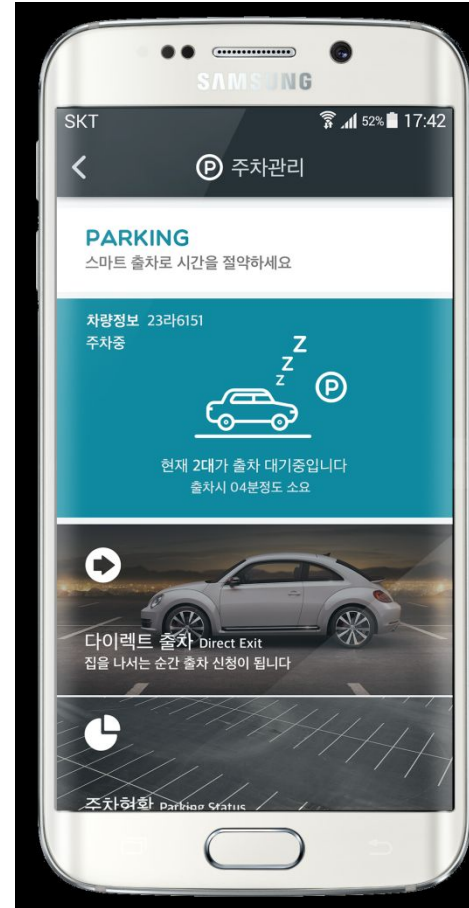 SAMSUNG
SKT 52% 17:42
P 주차관리
PARKING
스마트 출차로 시간을 절약하세요
차량정보 23라6151
주차중
Z
Z
Z
P
현재 2대가 출차 대기중입니다
출차시 04분정도 소요
다이렉트 출차 Direct Exit
집을 나서는 순간 출차 신청이 됩니다
주차현황 Parking Status